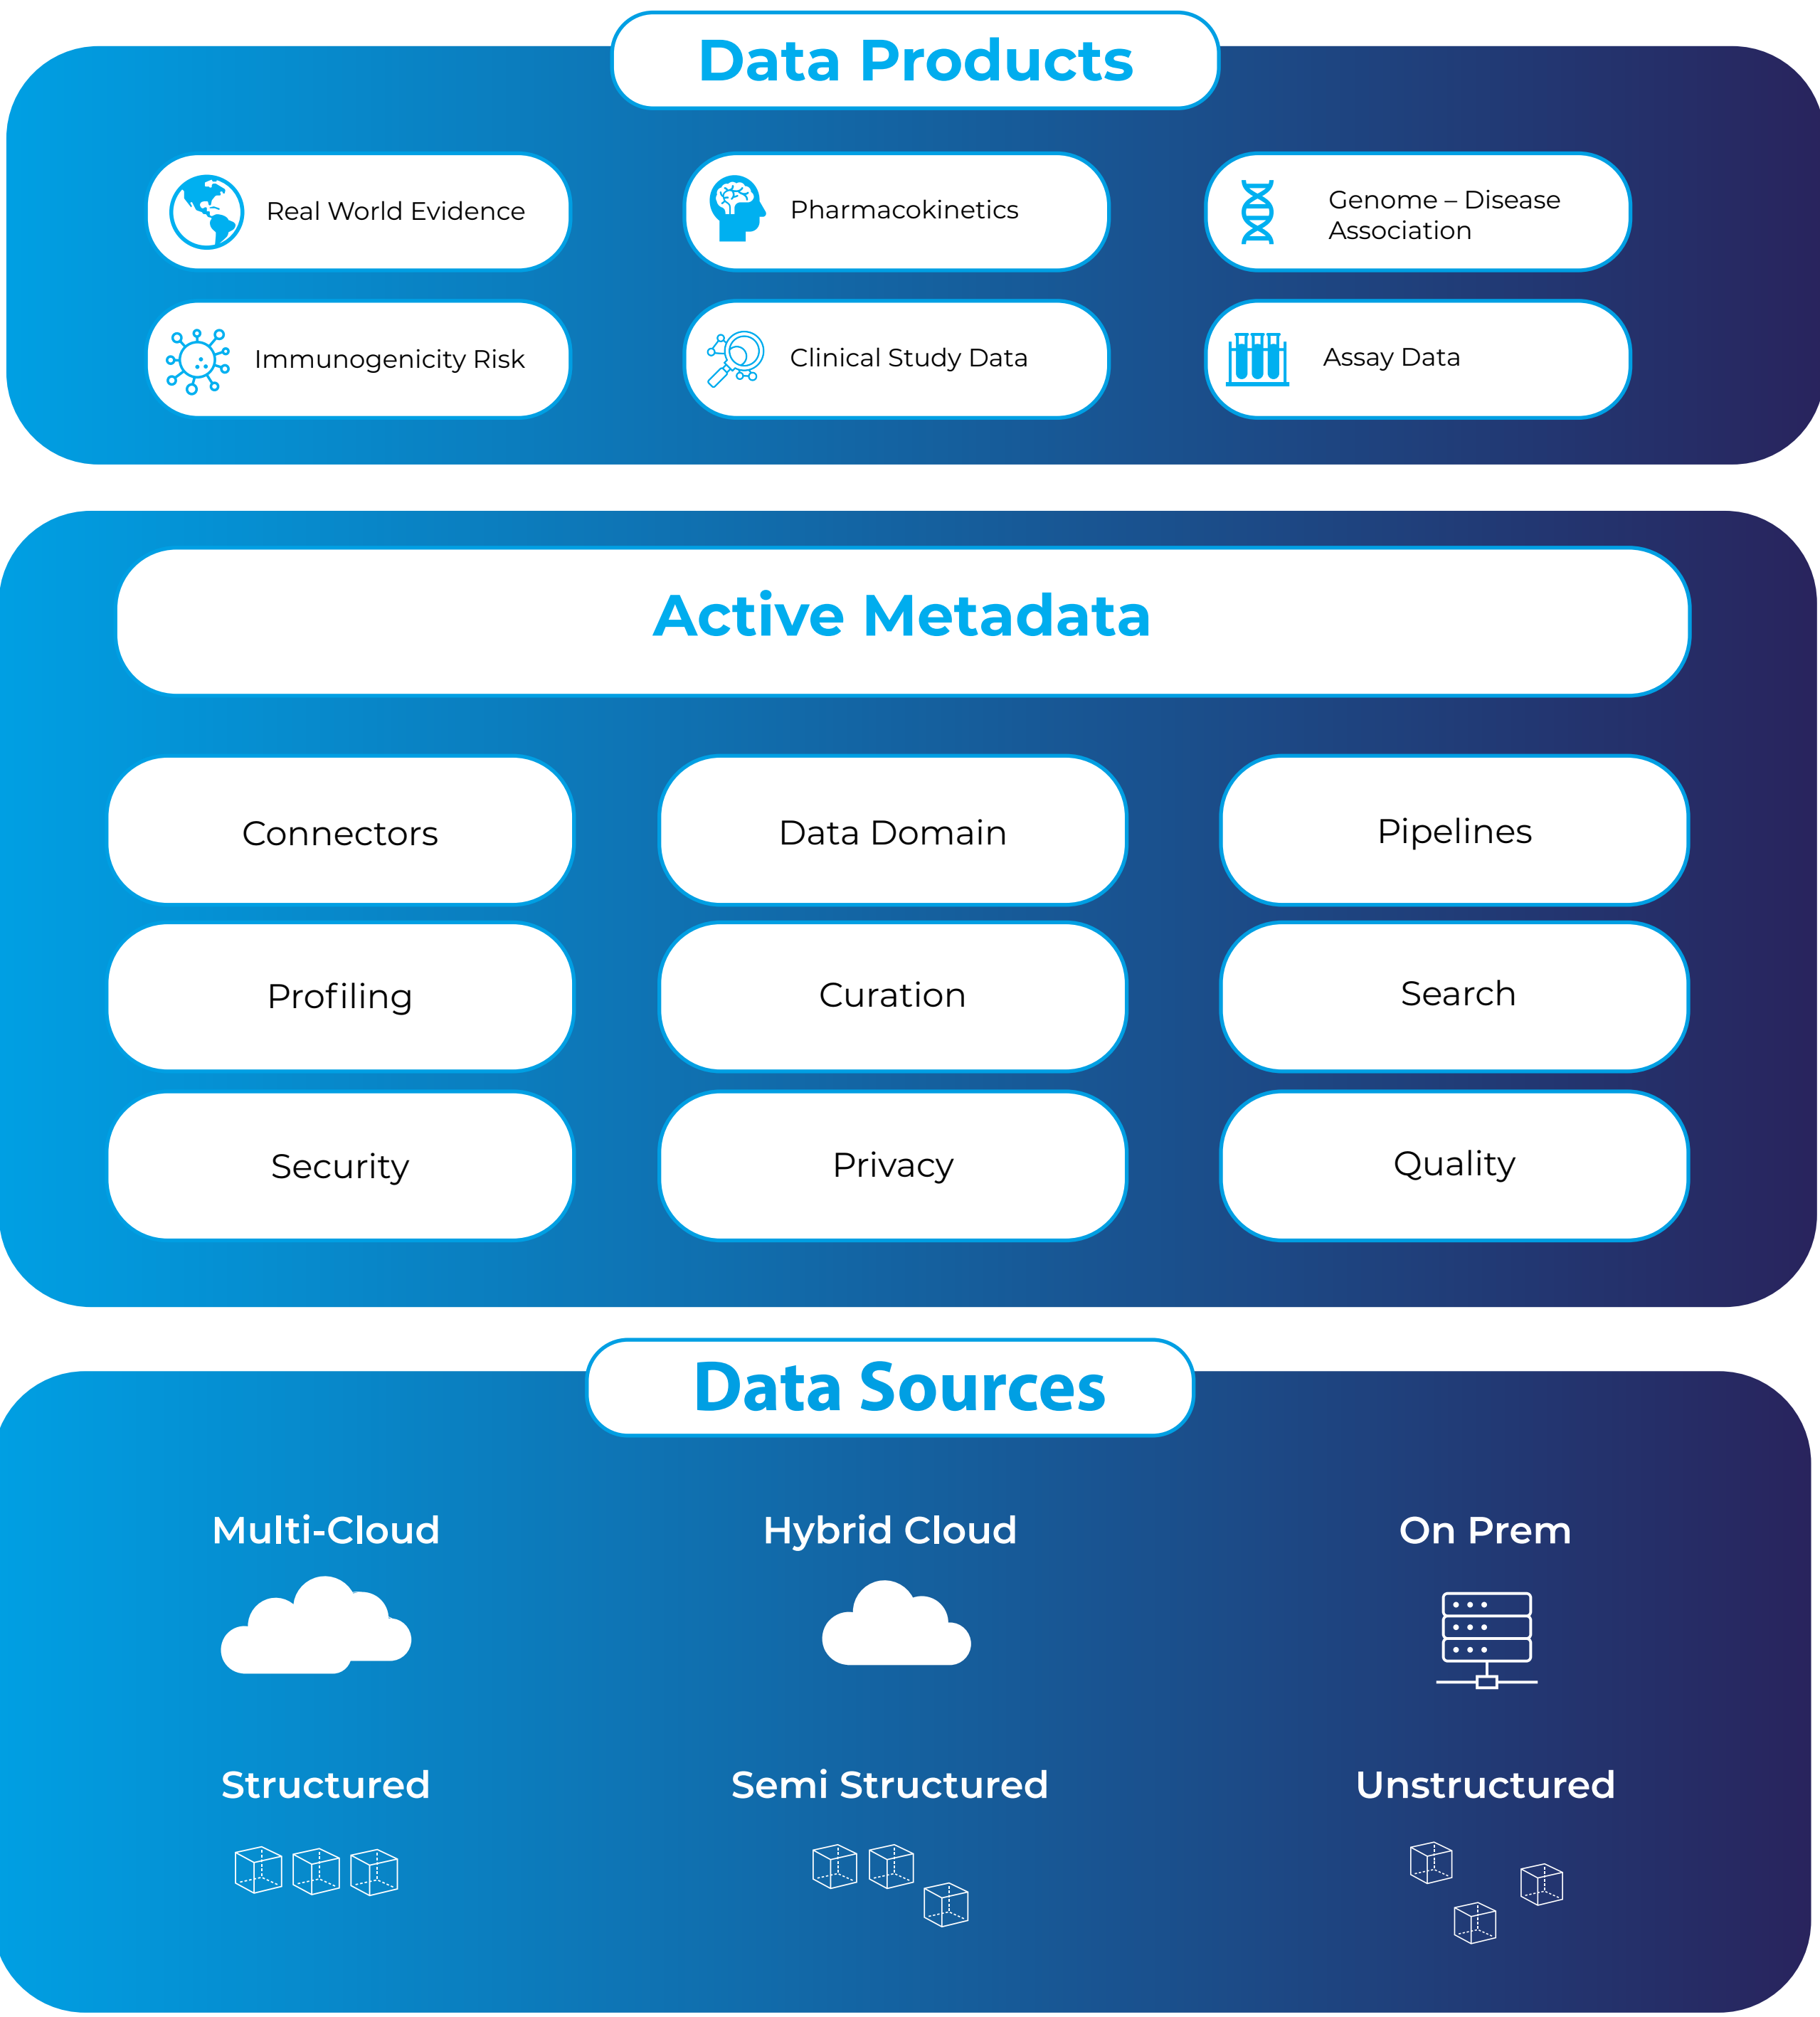 Data Products
Real World Evidence
Pharmacokinetics
Genome – Disease
Association
Immunogenicity Risk
Clinical Study Data
Assay Data
Active Metadata
Connectors
Data Domain
Pipelines
Profiling
Curation
Search
Security
Privacy
Quality
Data Sources
Multi-Cloud
Hybrid Cloud
On Prem
Structured
Semi Structured
Unstructured